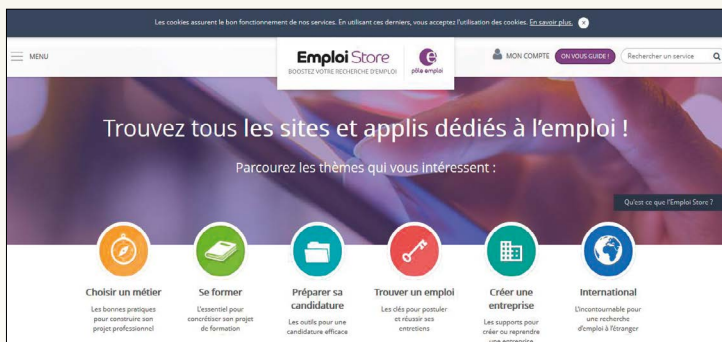 Les cookies assurent le bon fonctionnement de nos services. En utilisant ces derniers, vous acceptez l'utilisation des cookies. En savoir plus.
MENU
Emploi Store
BOOSTEZ VOTRE RECHERCHE D'EMPLOI
pôle emploi
MON COMPTE
ON VOUS GUIDE !
Rechercher un service
Trouvez tous les sites et applis dédiés à l'emploi !
Parcourez les thèmes qui vous intéressent :
Qu'est ce que l'Emploi Store ?
Choisir un métier
Les bonnes pratiques
pour construire son
projet professionnel
Se former
L'essentiel pour
concrétiser son projet
de formation
Préparer sa
candidature
Les outils pour une
candidature efficace
Trouver un emploi
Les clés pour postuler
et réussir ses
entretiens
Créer une
entreprise
Les supports pour
créer ou reprendre
une entreprise
International
L'incontournable pour
une recherche
d'emploi à l'étranger